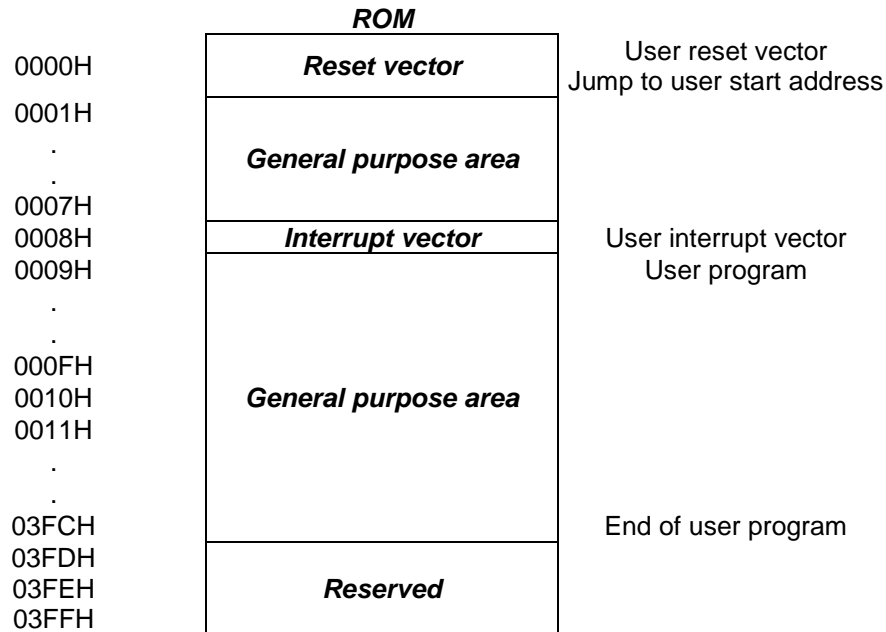 ROM
0000H Reset vector User reset vector
Jump to user start address
0001H
.
General purpose area
.
0007H
0008H Interrupt vector User interrupt vector
0009H User program
.
.
000FH
0010H General purpose area
0011H
.
.
03FCH End of user program
03FDH
03FEH Reserved
03FFH